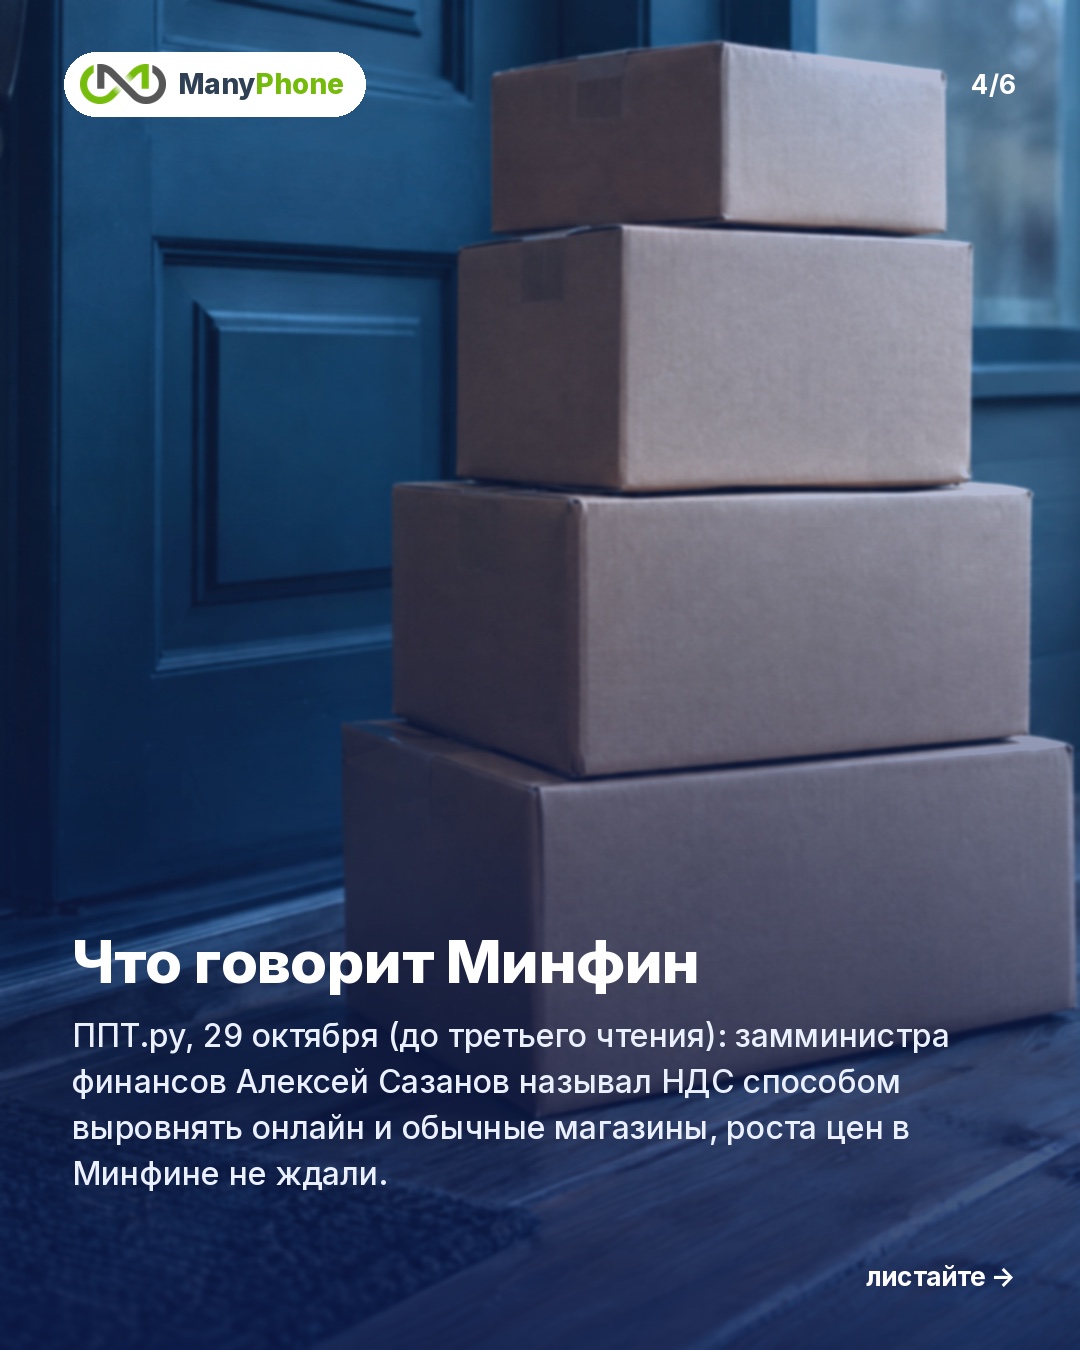 ManyPhone
4/6
Что говорит Минфин
ППТ.ру, 29 октября (до третьего чтения): замминистра
финансов Алексей Сазанов называл НДС способом
выровнять онлайн и обычные магазины, роста цен в
Минфине не ждали.
листайте →